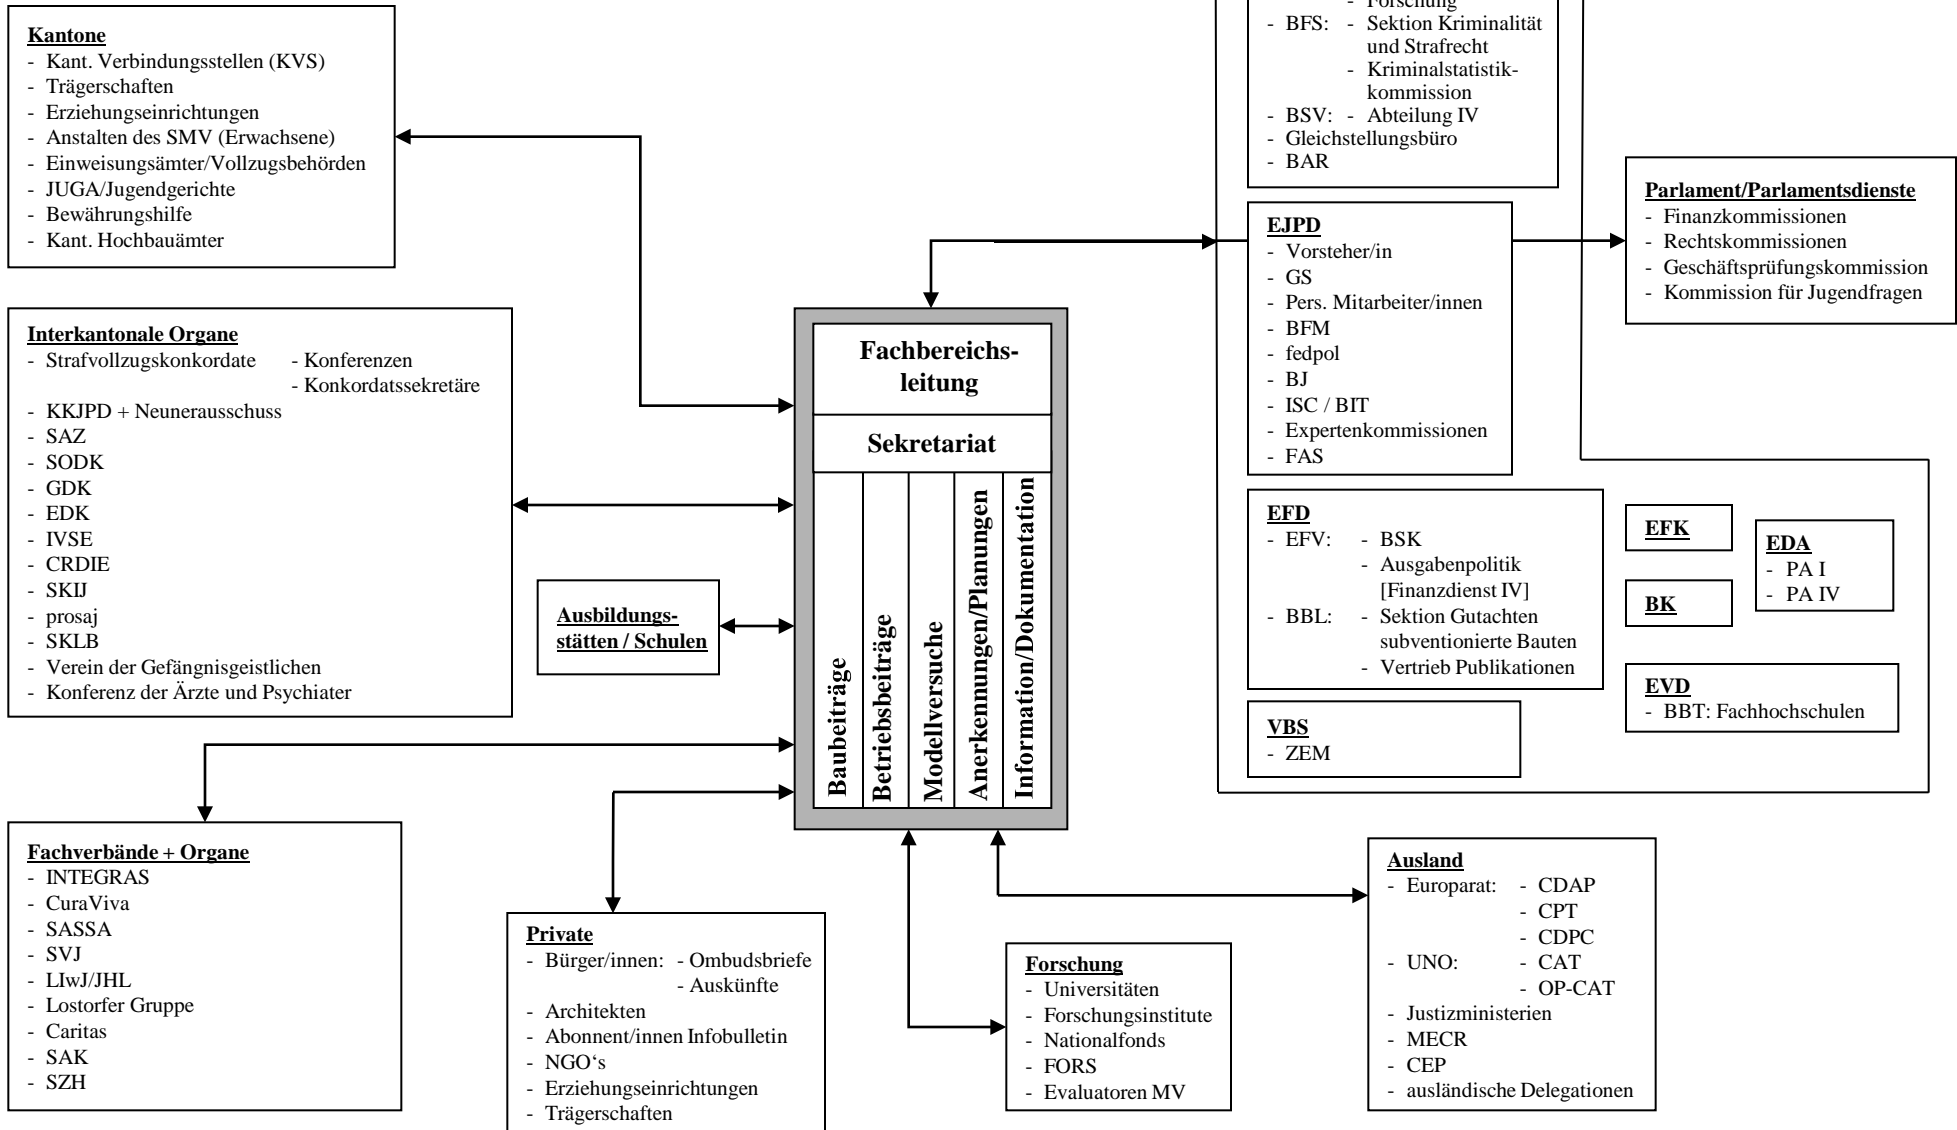 Kantone
- Kant. Verbindungsstellen (KVS)
- Trägerschaften
- Erziehungseinrichtungen
- Anstalten des SMV (Erwachsene)
- Einweisungsämter/Vollzugsbehörden
- JUGA/Jugendgerichte
- Bewährungshilfe
- Kant. Hochbauämter
Interkantonale Organe
- Strafvollzugskonkordate - Konferenzen
- Konkordatssekretäre
- KKJPD + Neunerausschuss
- SAZ
- SODK
- GDK
- EDK
- IVSE
- CRDIE
- SKIJ
- prosaj
- SKLB
- Verein der Gefängnisgeistlichen
- Konferenz der Ärzte und Psychiater
Fachverbände + Organe
- INTEGRAS
- CuraViva
- SASSA
- SVJ
- LIwJ/JHL
- Lostorfer Gruppe
- Caritas
- SAK
- SZH
Ausbildungs-
stätten / Schulen
Private
- Bürger/innen: - Ombudsbriefe
- Auskünfte
- Architekten
- Abonnent/innen Infobulletin
- NGO‘s
- Erziehungseinrichtungen
- Trägerschaften
Fachbereichs-
leitung
Sekretariat
Baubeiträge
Betriebsbeiträge
Modellversuche
Anerkennungen/Planungen
Information/Dokumentation
Forschung
- Universitäten
- Forschungsinstitute
- Nationalfonds
- FORS
- Evaluatoren MV
- Forschung
- BFS: - Sektion Kriminalität
und Strafrecht
- Kriminalstatistik-
kommission
- BSV: - Abteilung IV
- Gleichstellungsbüro
- BAR
EJPD
- Vorsteher/in
- GS
- Pers. Mitarbeiter/innen
- BFM
- fedpol
- BJ
- ISC / BIT
- Expertenkommissionen
- FAS
Parlament/Parlamentsdienste
- Finanzkommissionen
- Rechtskommissionen
- Geschäftsprüfungskommission
- Kommission für Jugendfragen
EFD
- EFV: - BSK
- Ausgabenpolitik
[Finanzdienst IV]
- BBL: - Sektion Gutachten
subventionierte Bauten
- Vertrieb Publikationen
EFK
BK
EDA
- PA I
- PA IV
EVD
- BBT: Fachhochschulen
VBS
- ZEM
Ausland
- Europarat: - CDAP
- CPT
- CDPC
- UNO: - CAT
- OP-CAT
- Justizministerien
- MECR
- CEP
- ausländische Delegationen